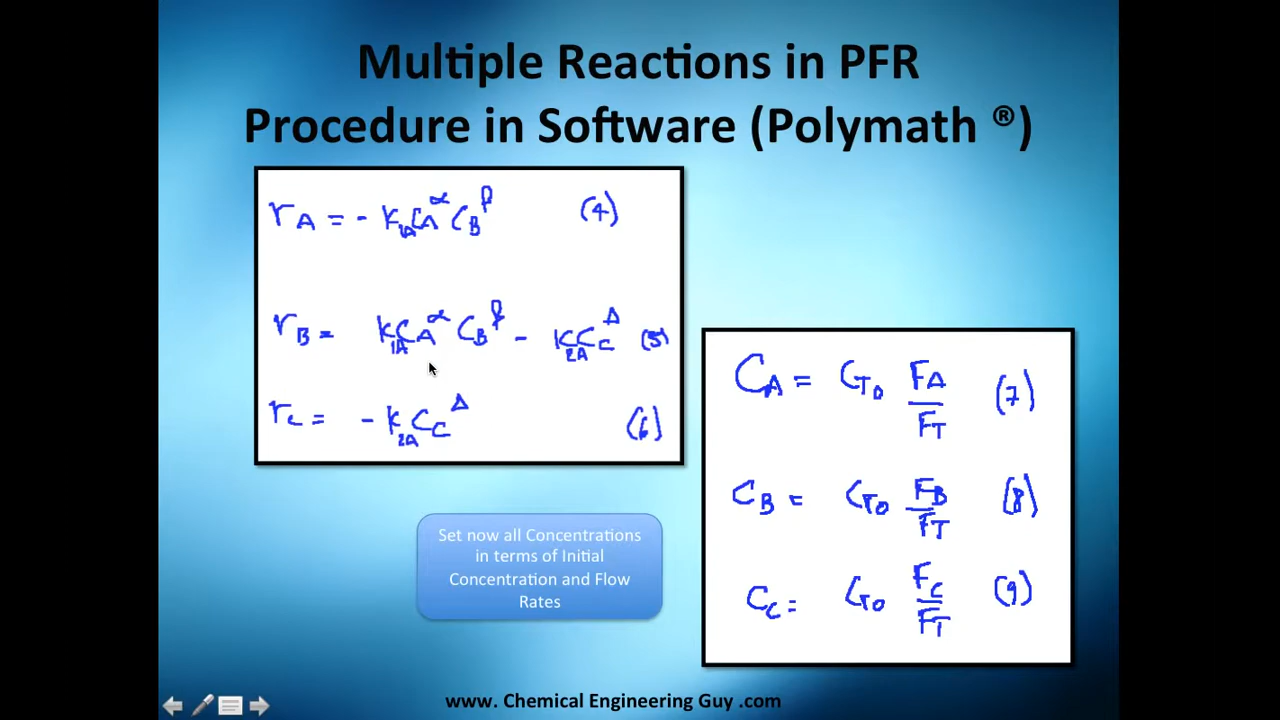 Multiple Reactions in PFR
Procedure in Software (Polymath ®)
rA = - k1A CA^α CB^β (4)
rB = k1A CA^α CB^β - k2A CC^Δ (5)
rC = - k2A CC^Δ (6)
CA = CT0 FA/FT (7)
CB = CT0 FB/FT (8)
CC = CT0 FC/FT (9)
Set now all Concentrations
in terms of Initial
Concentration and Flow
Rates
www. Chemical Engineering Guy .com